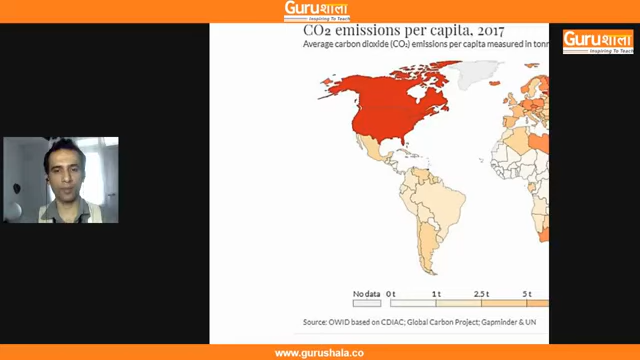 Guruशाला
Inspiring To Teach
Guruशाला
Inspiring To Teach
CO₂ emissions per capita, 2017
Average carbon dioxide (CO₂) emissions per capita measured in tonn
No data
0 t
1 t
2.5 t
5 t
Source: OWID based on CDIAC; Global Carbon Project; Gapminder & UN
www.gurushala.co